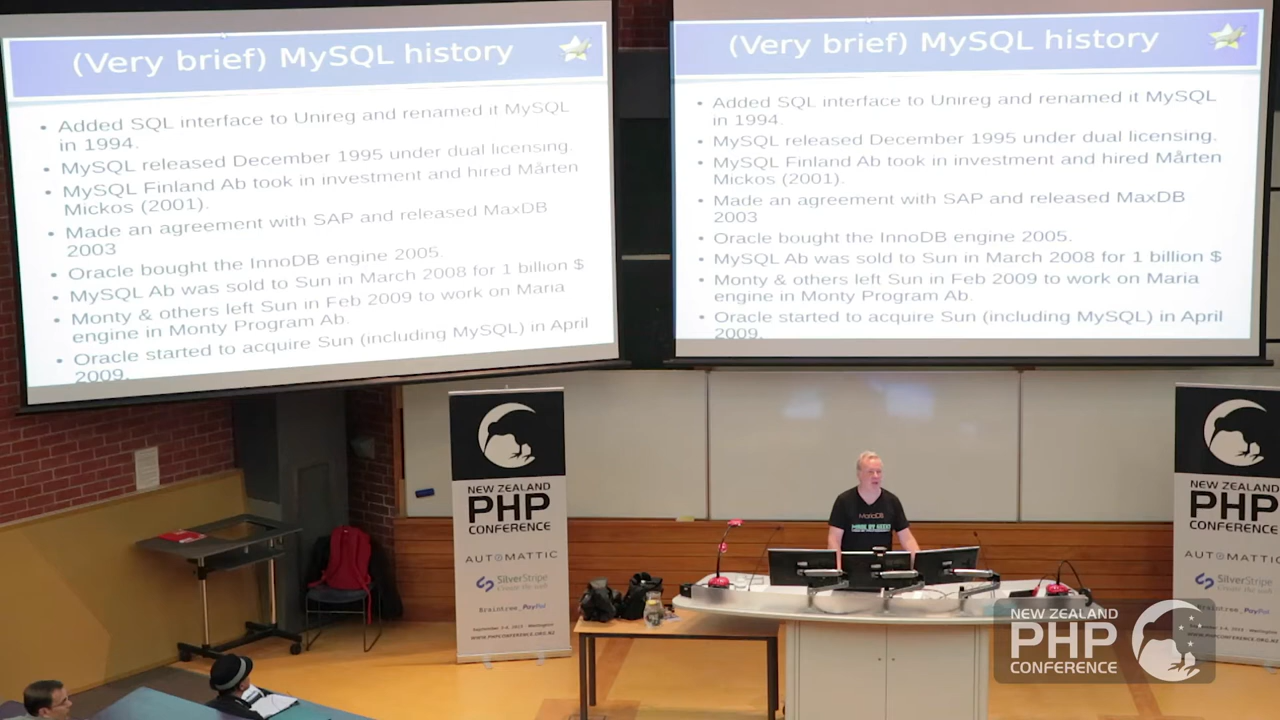 (Very brief) MySQL history
• Added SQL interface to Unireg and renamed it MySQL
in 1994.
• MySQL released December 1995 under dual licensing.
• MySQL Finland Ab took in investment and hired Mårten
Mickos (2001).
• Made an agreement with SAP and released MaxDB
2003
• Oracle bought the InnoDB engine 2005.
• MySQL Ab was sold to Sun in March 2008 for 1 billion $
• Monty & others left Sun in Feb 2009 to work on Maria
engine in Monty Program Ab.
• Oracle started to acquire Sun (including MySQL) in April
2009.
(Very brief) MySQL history
• Added SQL interface to Unireg and renamed it MySQL
in 1994.
• MySQL released December 1995 under dual licensing.
• MySQL Finland Ab took in investment and hired Mårten
Mickos (2001).
• Made an agreement with SAP and released MaxDB
2003
• Oracle bought the InnoDB engine 2005.
• MySQL Ab was sold to Sun in March 2008 for 1 billion $
• Monty & others left Sun in Feb 2009 to work on Maria
engine in Monty Program Ab.
• Oracle started to acquire Sun (including MySQL) in April
2009.
NEW ZEALAND
PHP
CONFERENCE
AUTOMATTIC
SilverStripe
Braintree PayPal
WWW.PHPCONFERENCE.ORG.NZ
MariaDB
NEW ZEALAND
PHP
CONFERENCE
AUTOMATTIC
SilverStripe
Braintree PayPal
NEW ZEALAND
PHP
CONFERENCE